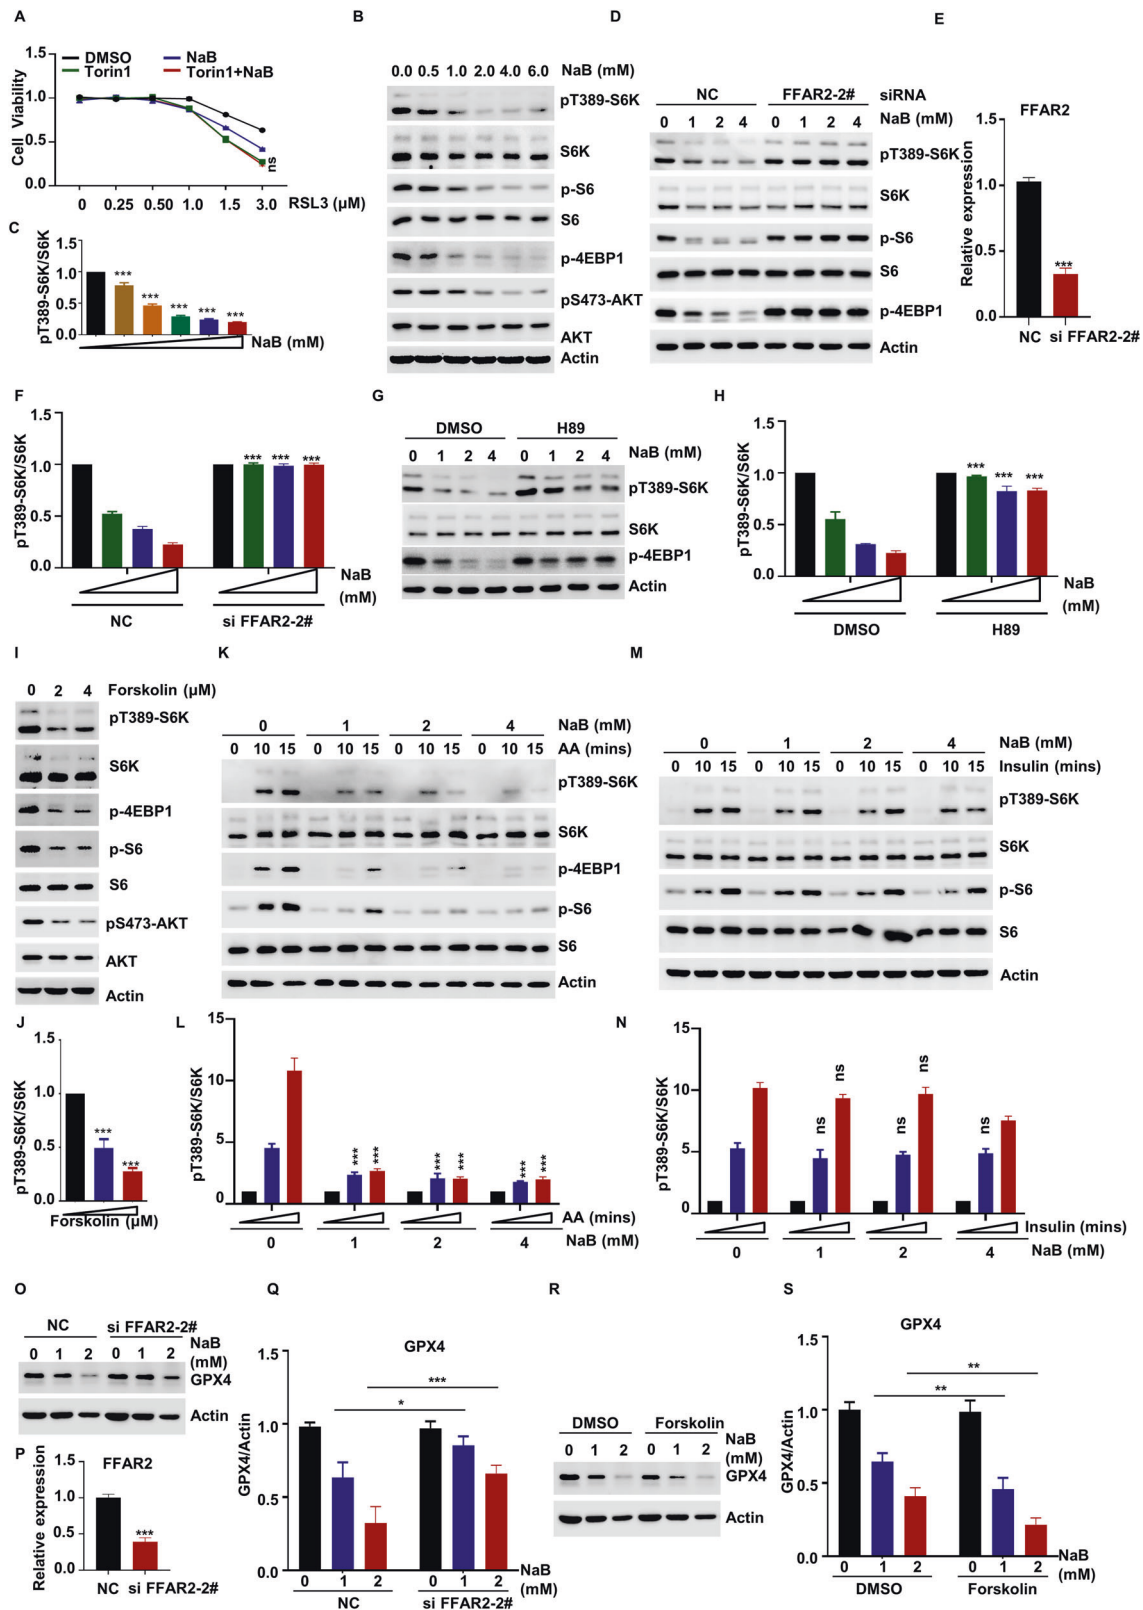 A
1.5
1.0
0.5
0.0
Cell Viability
DMSO
NaB
Torin1
Torin1+NaB
ns
0 0.25 0.50 1.0 1.5 3.0 RSL3 (µM)
B
0.0 0.5 1.0 2.0 4.0 6.0 NaB (mM)
pT389-S6K
S6K
p-S6
S6
p-4EBP1
pS473-AKT
AKT
Actin
C
pT389-S6K/S6K
1.5
1.0
0.5
0.0
*** *** *** *** ***
NaB (mM)
D
NC FFAR2-2# siRNA
0 1 2 4 0 1 2 4 NaB (mM)
pT389-S6K
S6K
p-S6
S6
p-4EBP1
Actin
E
FFAR2
Relative expression
1.5
1.0
0.5
0.0
***
NC si FFAR2-2#
F
pT389-S6K/S6K
1.5
1.0
0.5
0.0
*** *** ***
NaB
(mM)
NC si FFAR2-2#
G
DMSO H89
NaB (mM)
0 1 2 4 0 1 2 4
pT389-S6K
S6K
p-4EBP1
Actin
H
pT389-S6K/S6K
1.5
1.0
0.5
0.0
*** *** ***
NaB
(mM)
DMSO H89
I
0 2 4 Forskolin (µM)
pT389-S6K
S6K
p-4EBP1
p-S6
S6
pS473-AKT
AKT
Actin
J
pT389-S6K/S6K
1.5
1.0
0.5
0.0
*** ***
Forskolin (µM)
K
0 1 2 4 NaB (mM)
0 10 15 0 10 15 0 10 15 0 10 15 AA (mins)
pT389-S6K
S6K
p-4EBP1
p-S6
S6
Actin
L
pT389-S6K/S6K
15
10
5
0
*** *** *** *** *** ***
AA (mins)
0 1 2 4 NaB (mM)
M
0 1 2 4 NaB (mM)
0 10 15 0 10 15 0 10 15 0 10 15 Insulin (mins)
pT389-S6K
S6K
p-S6
S6
Actin
N
pT389-S6K/S6K
15
10
5
0
ns ns ns ns ns
Insulin (mins)
0 1 2 4 NaB (mM)
O
NC si FFAR2-2#
0 1 2 0 1 2 NaB
(mM)
GPX4
Actin
P
FFAR2
Relative expression
1.5
1.0
0.5
0.0
***
NC si FFAR2-2#
Q
GPX4
GPX4/Actin
1.5
1.0
0.5
0.0
***
*
0 1 2 0 1 2 NaB
(mM)
NC si FFAR2-2#
R
DMSO Forskolin
0 1 2 0 1 2 NaB
(mM)
GPX4
Actin
S
GPX4
GPX4/Actin
1.5
1.0
0.5
0.0
**
**
0 1 2 0 1 2 NaB
(mM)
DMSO Forskolin